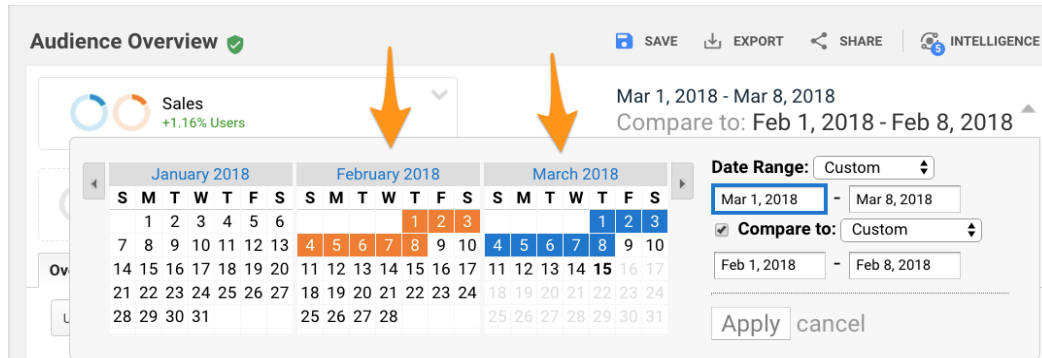 Audience Overview
SAVE EXPORT SHARE 5 INTELLIGENCE
Sales
+1.16% Users
Mar 1, 2018 - Mar 8, 2018
Compare to: Feb 1, 2018 - Feb 8, 2018
January 2018
S M T W T F S
1 2 3 4 5 6
7 8 9 10 11 12 13
14 15 16 17 18 19 20
21 22 23 24 25 26 27
28 29 30 31
February 2018
S M T W T F S
1 2 3
4 5 6 7 8 9 10
11 12 13 14 15 16 17
18 19 20 21 22 23 24
25 26 27 28
March 2018
S M T W T F S
1 2 3
4 5 6 7 8 9 10
11 12 13 14 15 16 17
18 19 20 21 22 23 24
25 26 27 28 29 30 31
Date Range: Custom
Mar 1, 2018 - Mar 8, 2018
Compare to: Custom
Feb 1, 2018 - Feb 8, 2018
Apply cancel
Ov